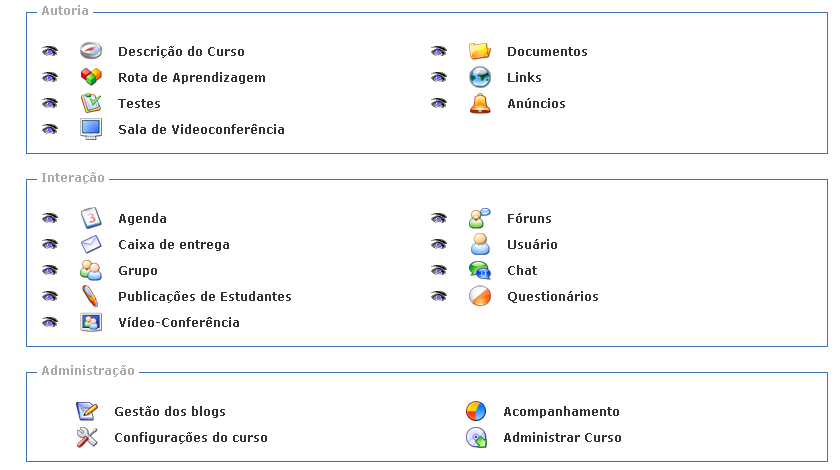 Autoria
Descrição do Curso
Documentos
Rota de Aprendizagem
Links
Testes
Anúncios
Sala de Videoconferência
Interação
Agenda
3
Fóruns
Caixa de entrega
Usuário
Grupo
Chat
Publicações de Estudantes
Questionários
Vídeo-Conferência
Administração
Gestão dos blogs
Acompanhamento
Configurações do curso
Administrar Curso